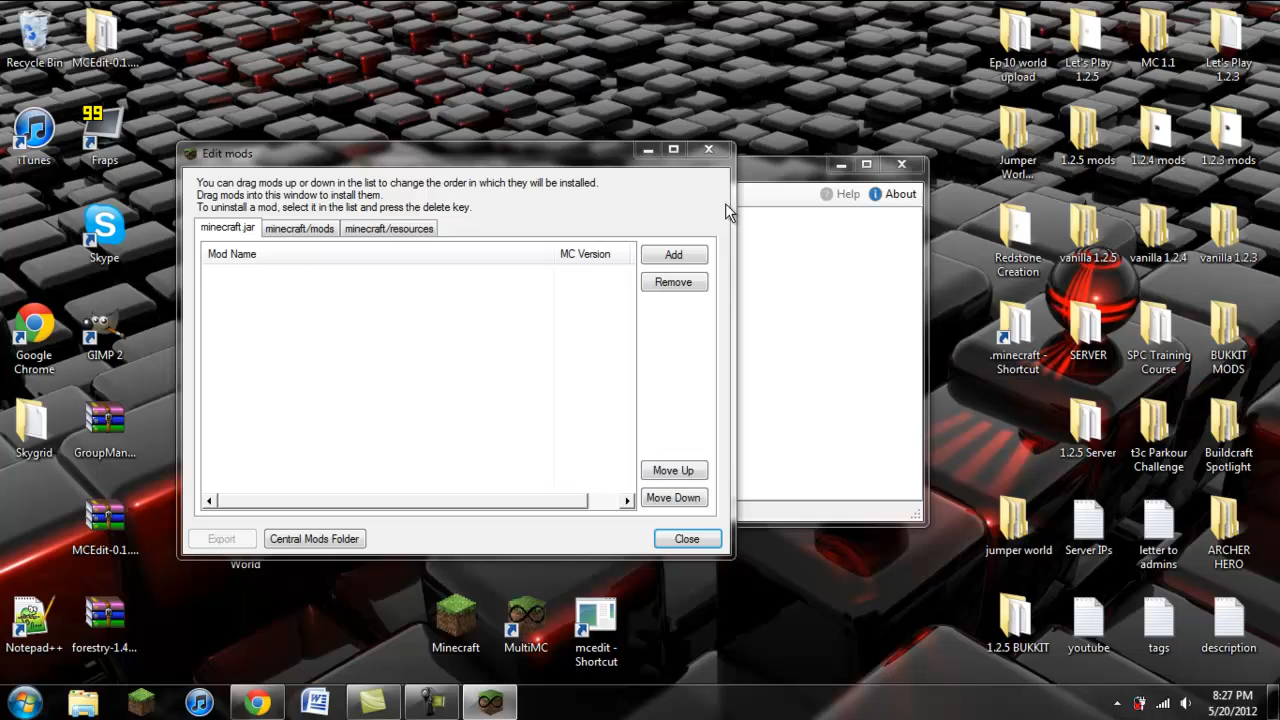 Recycle Bin
MCEdit-0.1....
Ep 10 world
upload
Let's Play
1.2.5
MC 1.1
Let's Play
1.2.3
99
iTunes
Fraps
Jumper
Worl...
1.2.5 mods
1.2.4 mods
1.2.3 mods
Edit mods
You can drag mods up or down in the list to change the order in which they will be installed.
Drag mods into this window to install them.
To uninstall a mod, select it in the list and press the delete key.
Help
About
minecraft.jar
minecraft/mods
minecraft/resources
Mod Name
MC Version
Add
Remove
Skype
Redstone
Creation
vanilla 1.2.5
vanilla 1.2.4
vanilla 1.2.3
Google
Chrome
GIMP 2
.minecraft -
Shortcut
SERVER
SPC Training
Course
BUKKIT
MODS
Skygrid
GroupMan...
1.2.5 Server
t3c Parkour
Challenge
Buildcraft
Spotlight
Move Up
Move Down
Export
Central Mods Folder
Close
MCEdit-0.1....
World
jumper world
Server IPs
letter to
admins
ARCHER
HERO
Notepad++
forestry-1.4...
Minecraft
MultiMC
mcedit -
Shortcut
1.2.5 BUKKIT
youtube
tags
description
8:27 PM
5/20/2012